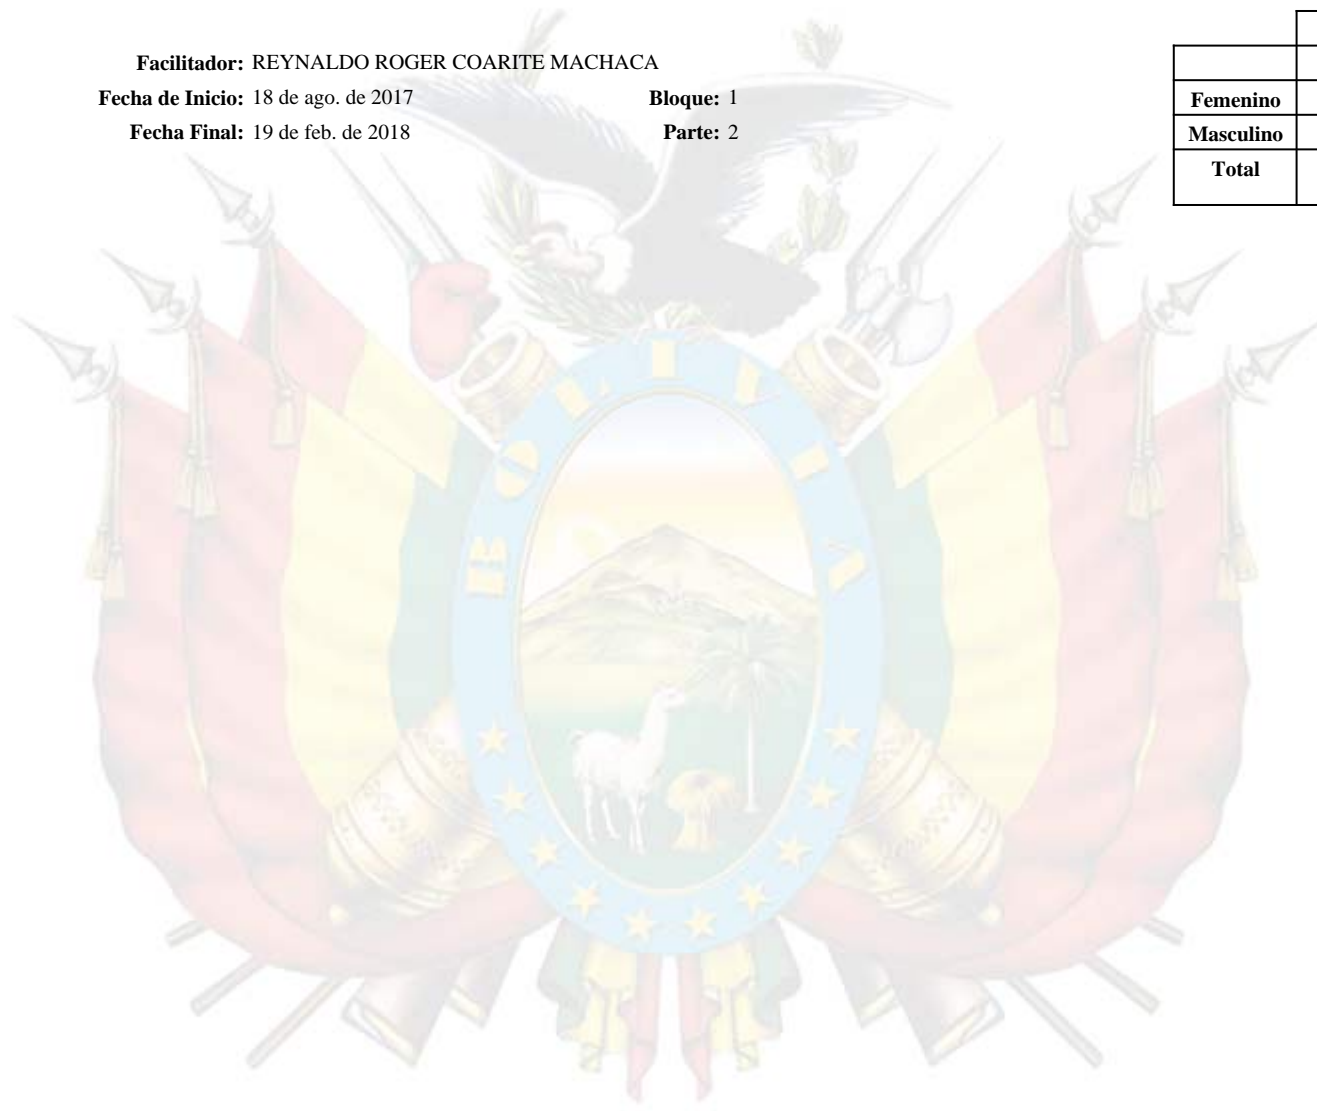 Facilitador: REYNALDO ROGER COARITE MACHACA
Fecha de Inicio: 18 de ago. de 2017 Bloque: 1
Fecha Final: 19 de feb. de 2018 Parte: 2
Femenino
Masculino
Total
BOLIVIA